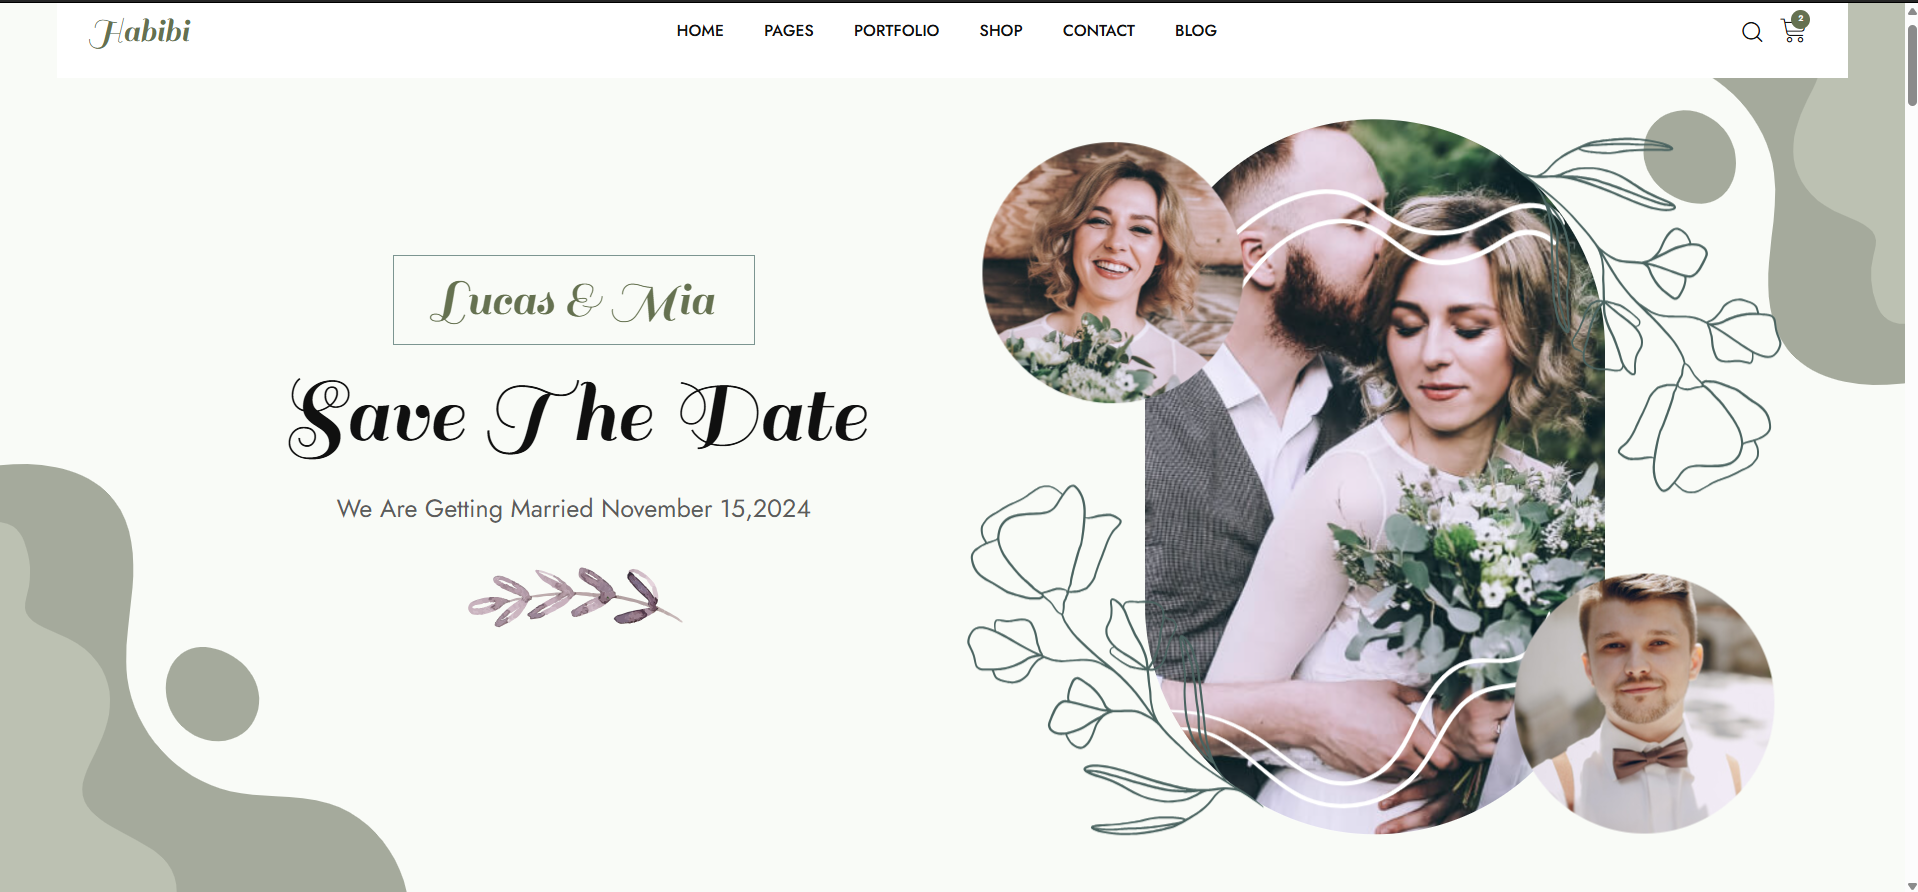 Habibi
HOME PAGES PORTFOLIO SHOP CONTACT BLOG
2
Lucas & Mia
Save The Date
We Are Getting Married November 15,2024